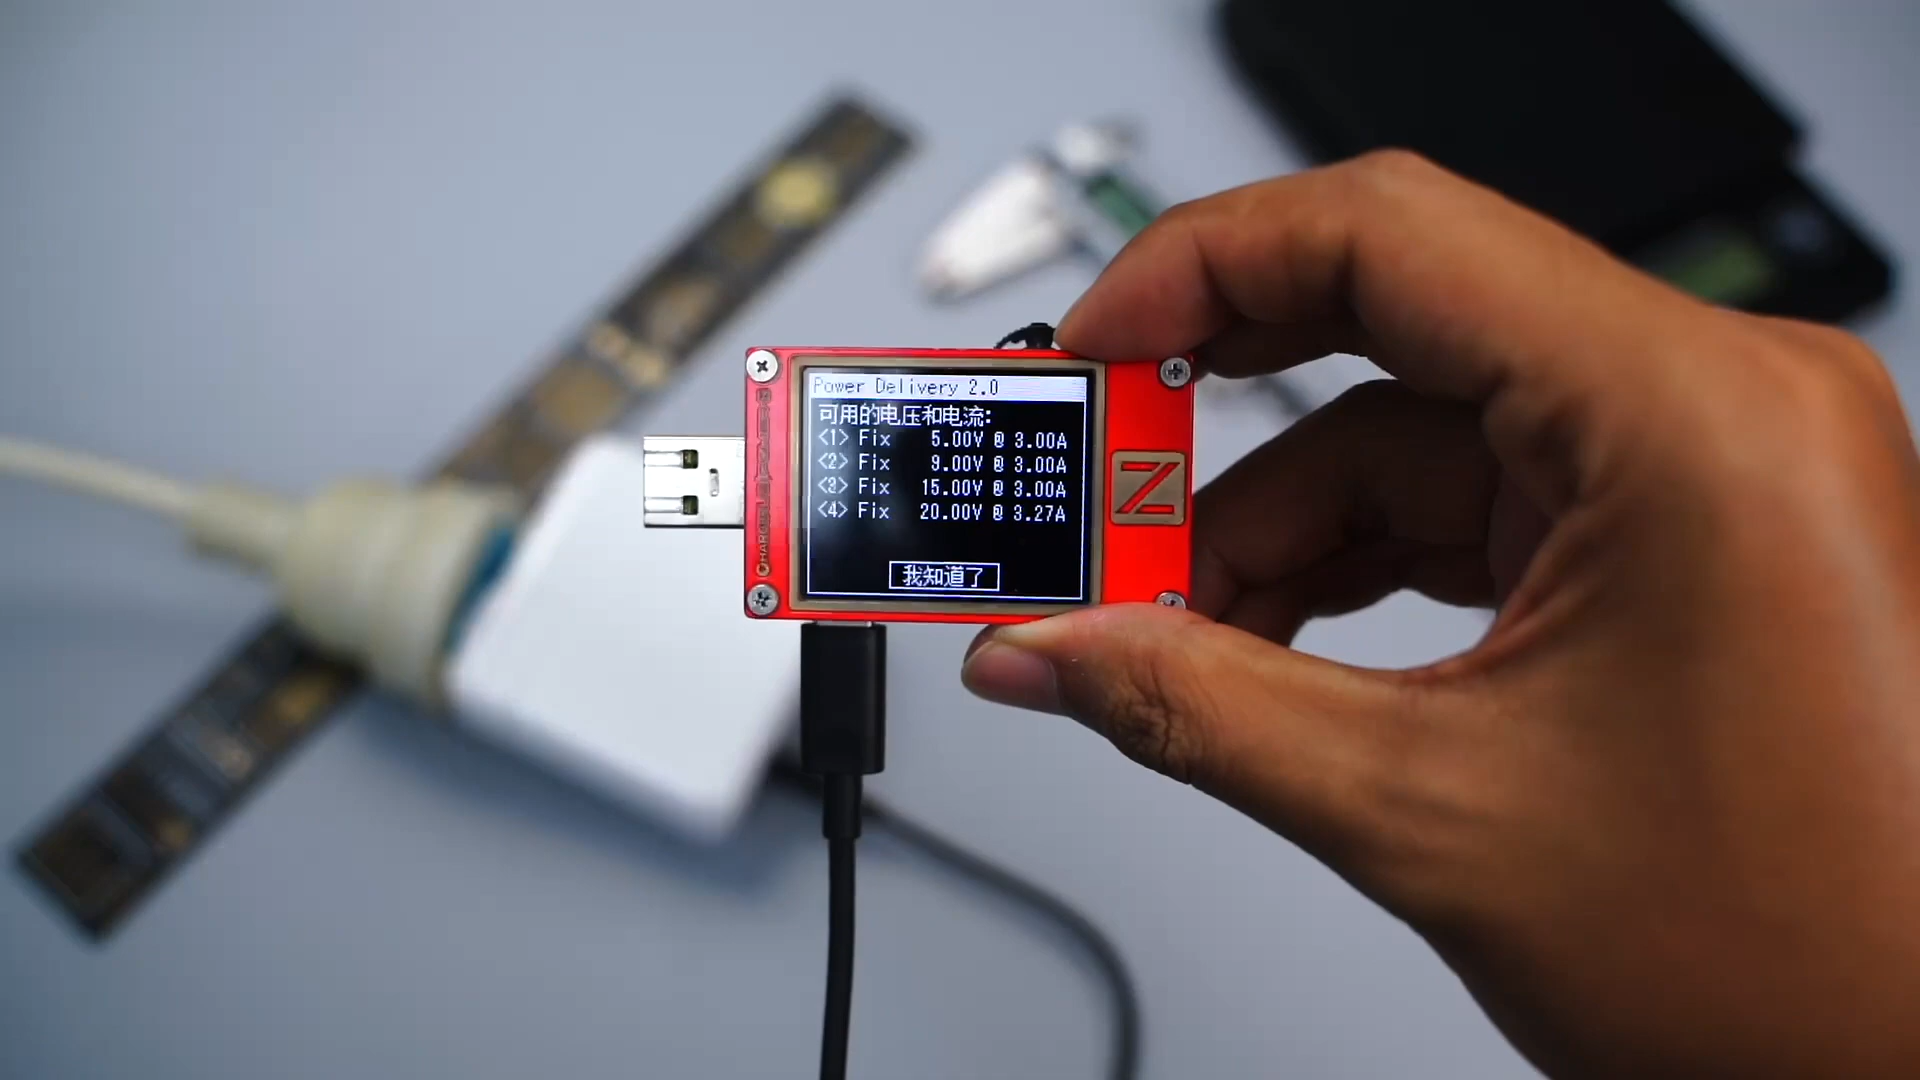 Power Delivery 2.0
可用的电压和电流:
<1> Fix 5.00V @ 3.00A
<2> Fix 9.00V @ 3.00A
<3> Fix 15.00V @ 3.00A
<4> Fix 20.00V @ 3.27A
我知道了